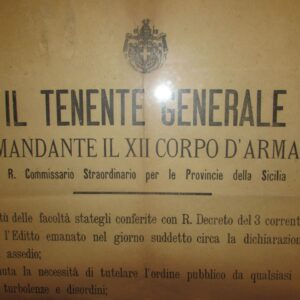 IL TENENTE GENERALE
MANDANTE IL XII CORPO D'ARMA
R. Commissario Straordinario per le Provincie della Sicilia
tù delle facoltà stategli conferite con R. Decreto del 3 corrent
l'Editto emanato nel giorno suddetto circa la dichiarazion
assedio;
uta la necessità di tutelare l'ordine pubblico da qualsiasi
turbolenze e disordini;